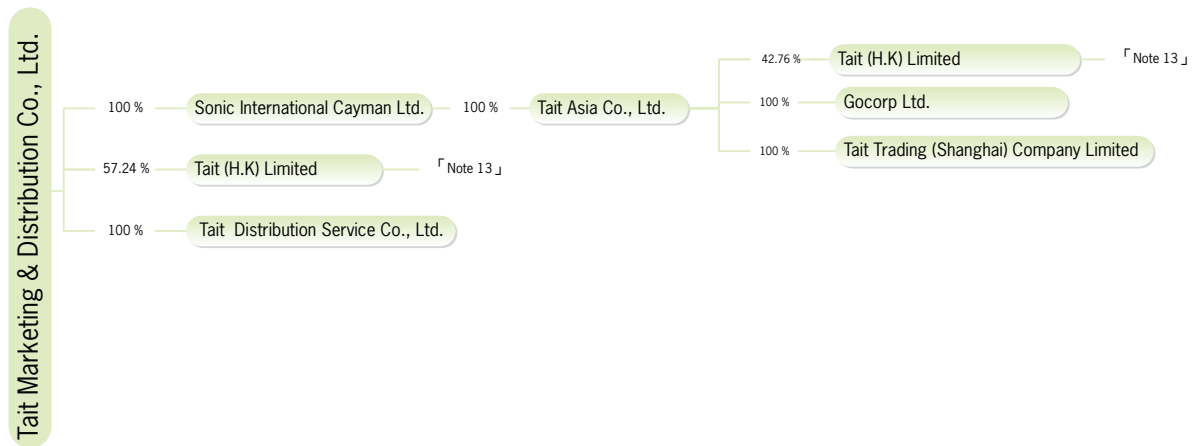 Tait Marketing & Distribution Co., Ltd.
100 %
Sonic International Cayman Ltd.
100 %
Tait Asia Co., Ltd.
42.76 %
Tait (H.K) Limited
「Note 13」
100 %
Gocorp Ltd.
100 %
Tait Trading (Shanghai) Company Limited
57.24 %
Tait (H.K) Limited
「Note 13」
100 %
Tait Distribution Service Co., Ltd.